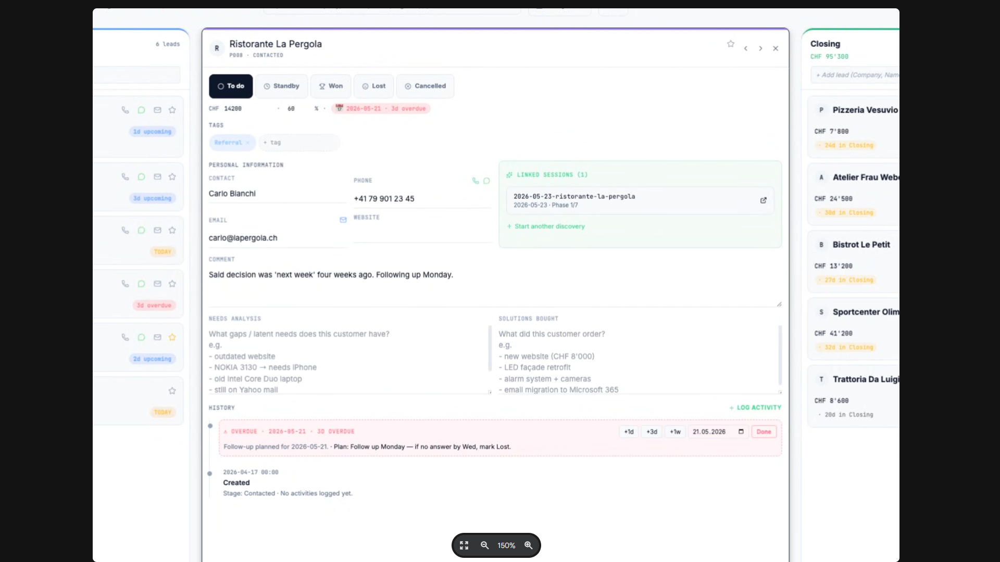 6 leads
1d upcoming
3d upcoming
TODAY
3d overdue
2d upcoming
TODAY
R
Ristorante La Pergola
P008 · CONTACTED
To do
Standby
Won
Lost
Cancelled
CHF 14200 · 60 % · 2026-05-21 · 3d overdue
TAGS
Referral ×
+ tag
PERSONAL INFORMATION
CONTACT
Carlo Bianchi
PHONE
+41 79 901 23 45
EMAIL
carlo@lapergola.ch
WEBSITE
LINKED SESSIONS (1)
2026-05-23-ristorante-la-pergola
2026-05-23 · Phase 1/7
+ Start another discovery
COMMENT
Said decision was 'next week' four weeks ago. Following up Monday.
NEEDS ANALYSIS
What gaps / latent needs does this customer have?
e.g.
- outdated website
- NOKIA 3130 → needs iPhone
- old Intel Core Duo laptop
- still on Yahoo mail
SOLUTIONS BOUGHT
What did this customer order?
e.g.
- new website (CHF 8'000)
- LED façade retrofit
- alarm system + cameras
- email migration to Microsoft 365
HISTORY
+ LOG ACTIVITY
⚠ OVERDUE · 2026-05-21 · 3D OVERDUE
+1d
+3d
+1w
21.05.2026
Done
Follow-up planned for 2026-05-21. · Plan: Follow up Monday — if no answer by Wed, mark Lost.
2026-04-17 00:00
Created
Stage: Contacted · No activities logged yet.
Closing
CHF 95'300
+ Add lead (Company, Nam
P
Pizzeria Vesuvio
CHF 7'800
· 24d in Closing
A
Atelier Frau Webe
CHF 24'500
· 30d in Closing
B
Bistrot Le Petit
CHF 13'200
· 27d in Closing
S
Sportcenter Olim
CHF 41'200
· 32d in Closing
T
Trattoria Da Luigi
CHF 8'600
· 20d in Closing
150%